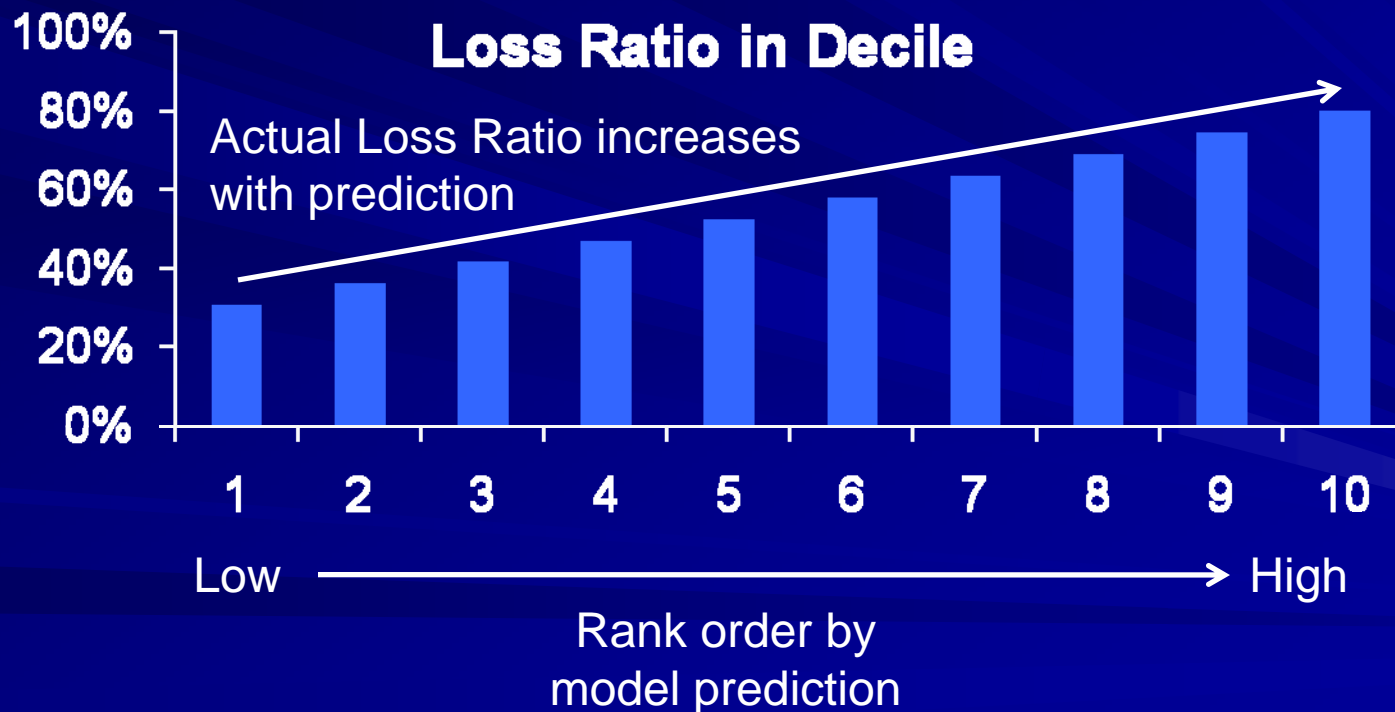 Loss Ratio in Decile
100%
80%
60%
40%
20%
0%
Actual Loss Ratio increases
with prediction
1 2 3 4 5 6 7 8 9 10
Low High
Rank order by
model prediction